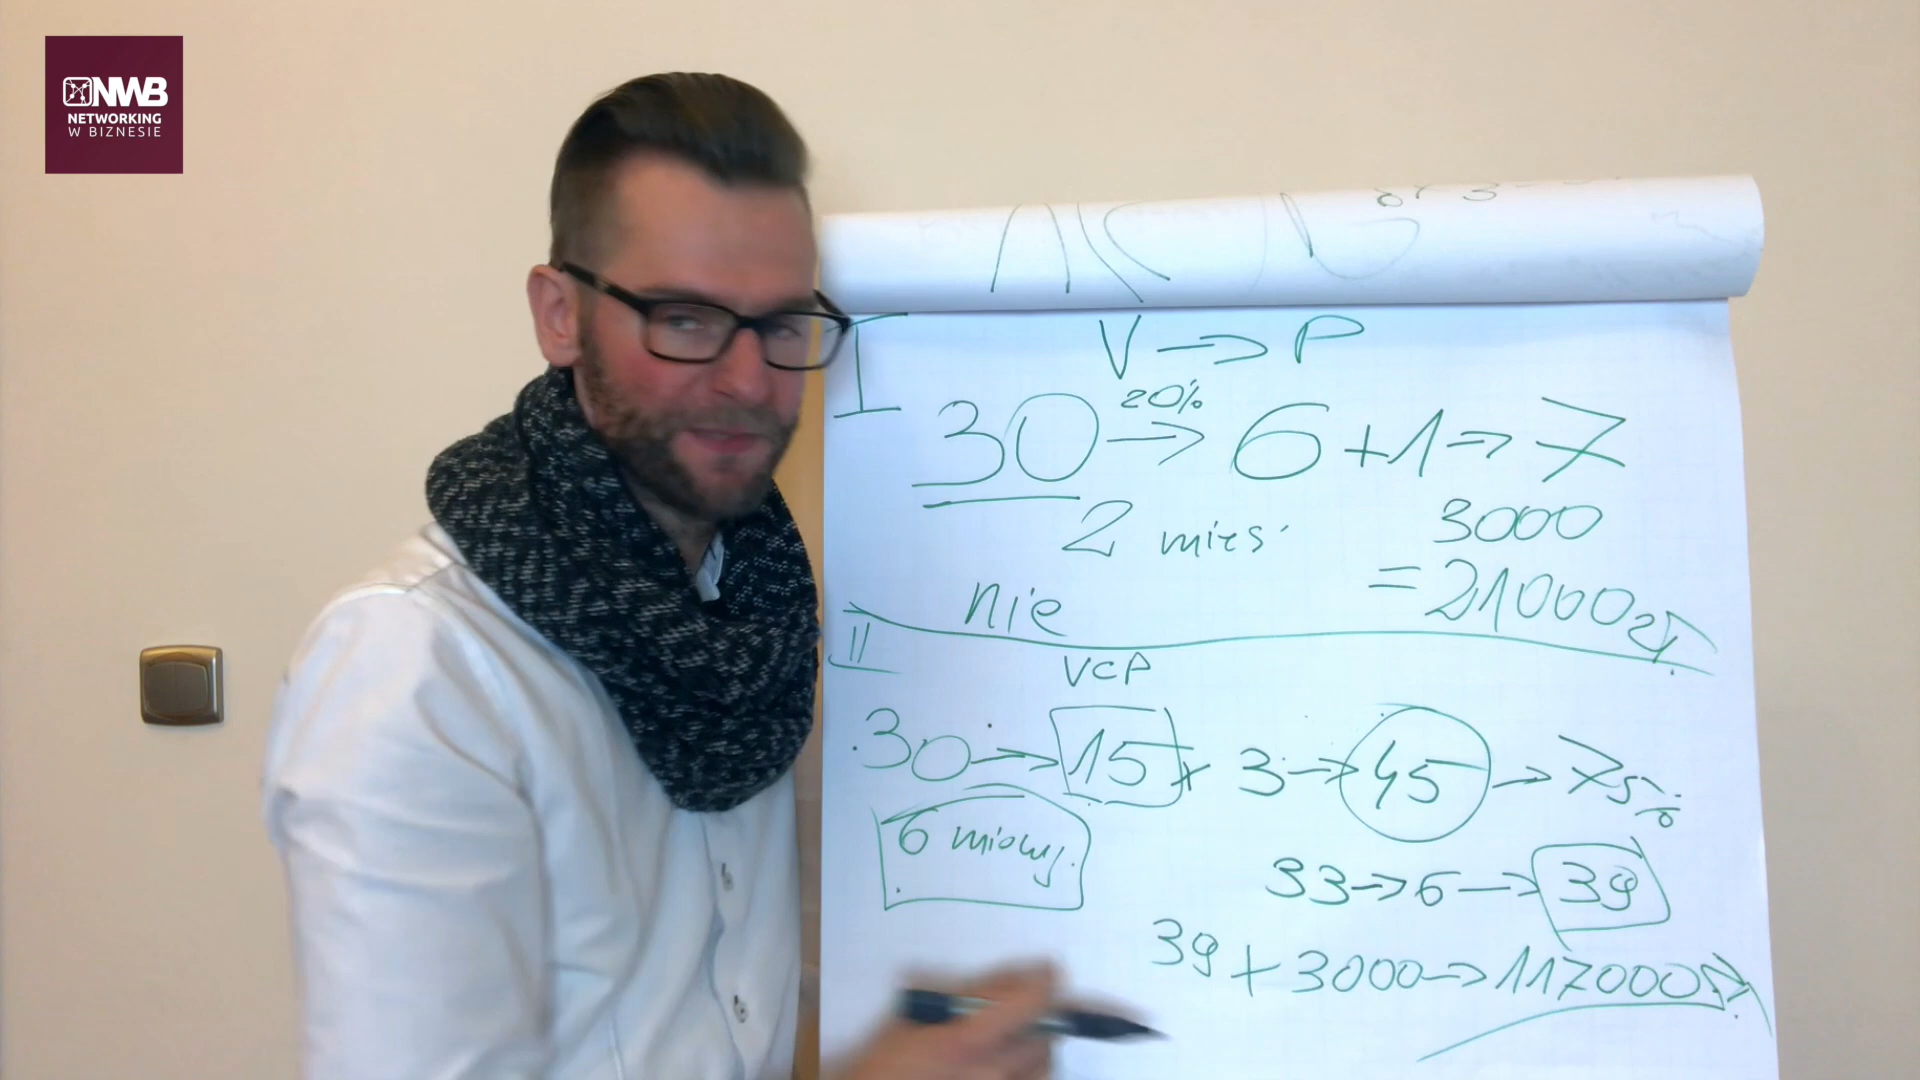 NWB
NETWORKING
W BIZNESIE
I
V → P
20%
30 → 6 + 1 → 7
2 mies.
3000
= 21000 zł
nie
II
VCP
30 → 15 x 3 → 45 → 75%
6 miesięcy
33 → 6 → 39
39 x 3000 → 117000 zł